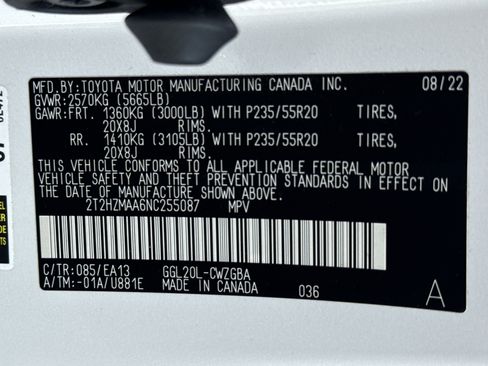 MFD.BY:TOYOTA MOTOR MANUFACTURING CANADA INC. 08/22
GVWR:2570KG (5665LB)
GAWR:FRT. 1360KG (3000LB) WITH P235/55R20 TIRES,
20X8J RIMS.
RR. 1410KG (3105LB) WITH P235/55R20 TIRES,
20X8J RIMS.
THIS VEHICLE CONFORMS TO ALL APPLICABLE FEDERAL MOTOR
VEHICLE SAFETY AND THEFT PREVENTION STANDARDS IN EFFECT ON
THE DATE OF MANUFACTURE SHOWN ABOVE.
2T2HZMAA6NC255087 MPV
C/TR:085/EA13 GGL20L-CWZGBA
A/TM:-01A/U881E MADE IN CANADA 036 A